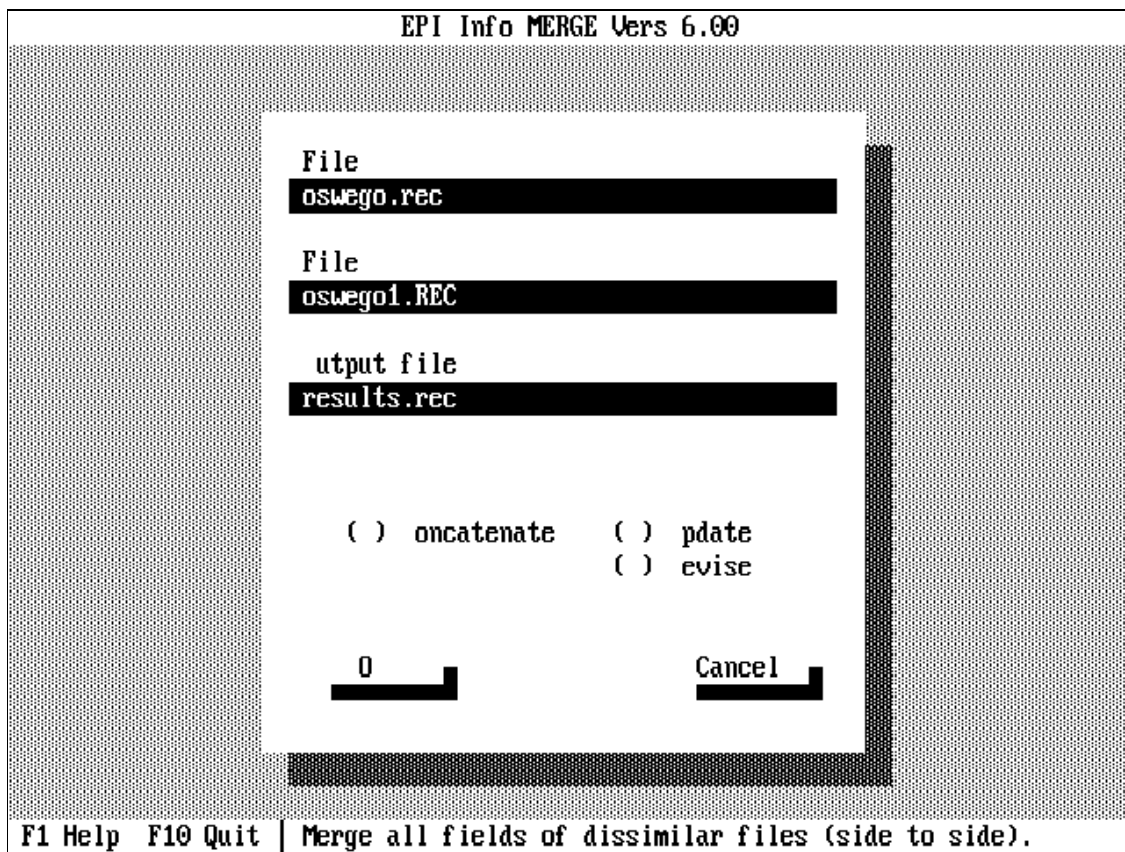 EPI Info MERGE Vers 6.00
File
oswego.rec
File
oswego1.REC
utput file
results.rec
( ) oncatenate ( ) pdate
( ) evise
O Cancel
F1 Help F10 Quit | Merge all fields of dissimilar files (side to side).